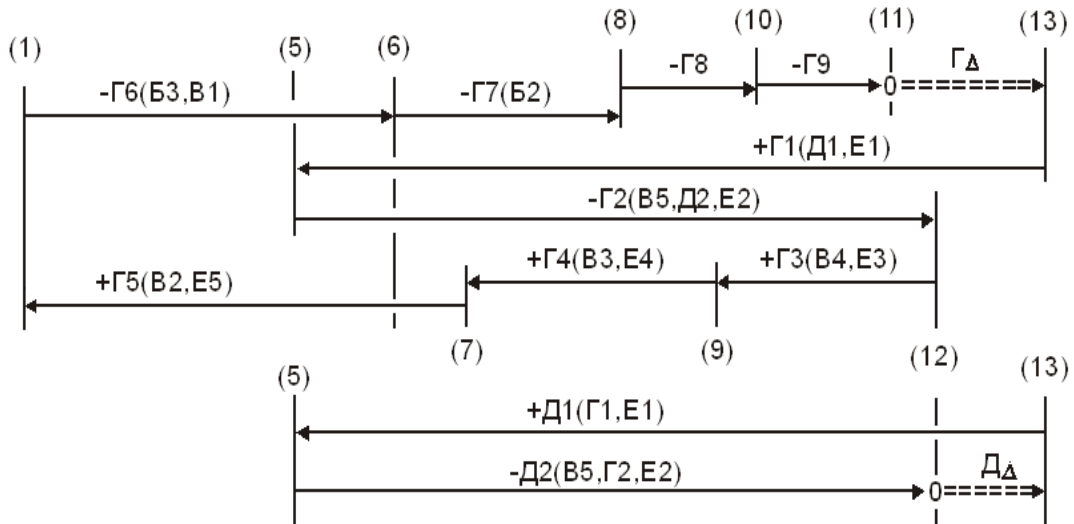 (1) (5) (6) (8) (10) (11) (13)
-Г6(Б3,В1) -Г7(Б2) -Г8 -Г9 0 ГΔ
+Г1(Д1,Е1)
-Г2(В5,Д2,Е2)
+Г5(В2,Е5) +Г4(В3,Е4) +Г3(В4,Е3)
(7) (9) (12) (13)
(5)
+Д1(Г1,Е1)
-Д2(В5,Г2,Е2) 0 ДΔ